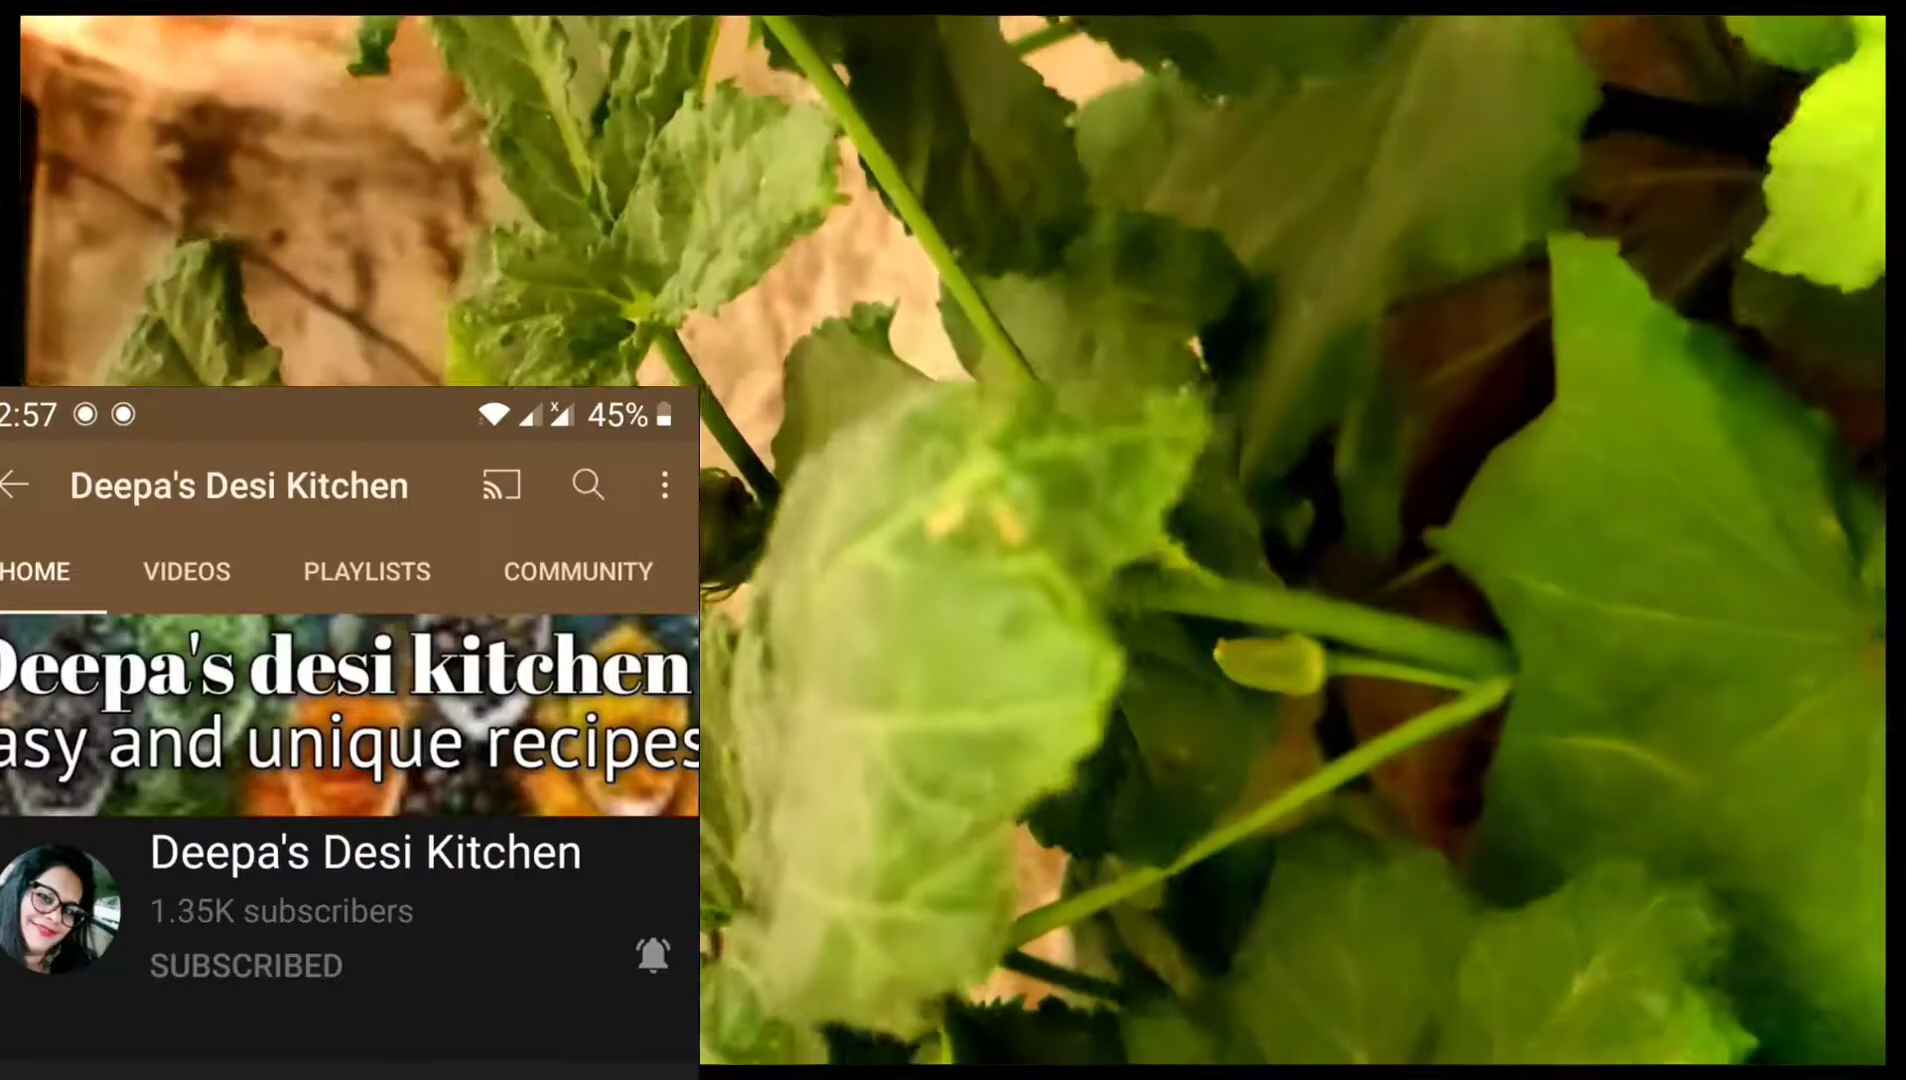 2:57 45%
Deepa's Desi Kitchen
HOME VIDEOS PLAYLISTS COMMUNITY
Deepa's desi kitchen
asy and unique recipes
Deepa's Desi Kitchen
1.35K subscribers
SUBSCRIBED